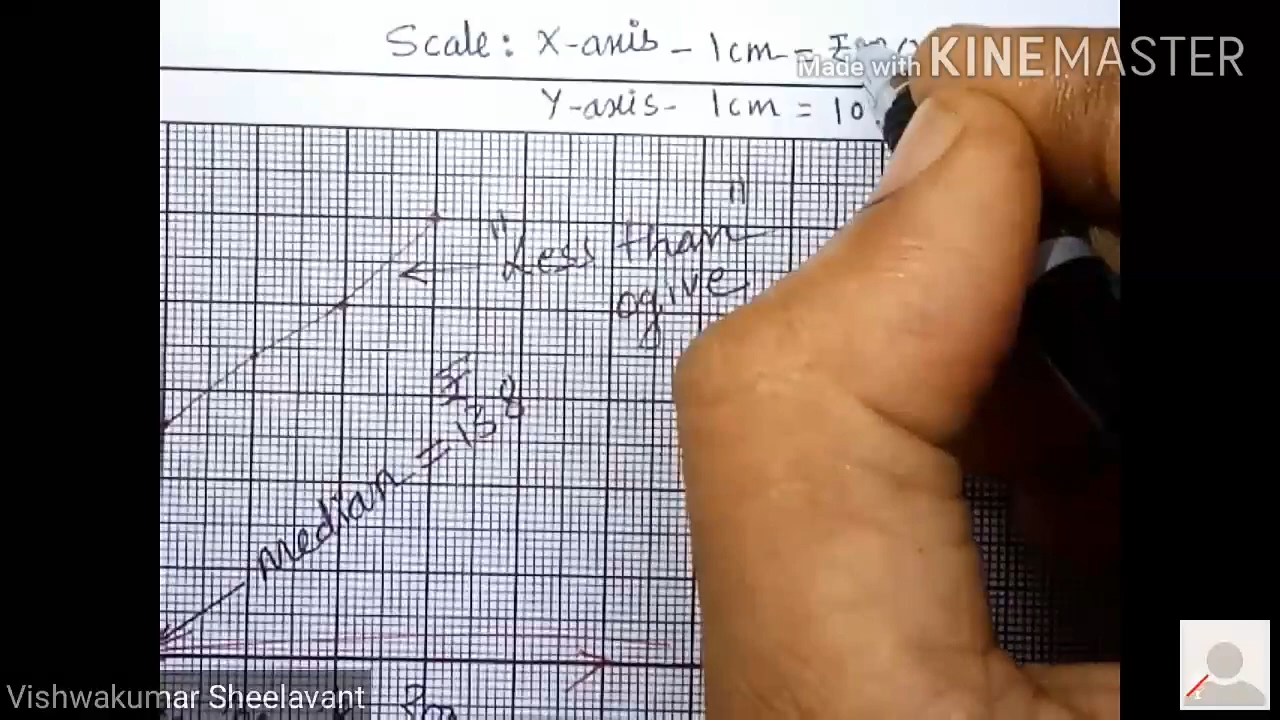 Scale: X-axis - 1cm = ₹
Made with KINEMASTER
Y-axis- 1cm = 10
"Less than"
ogive
median = ₹ 138
Vishwakumar Sheelavant